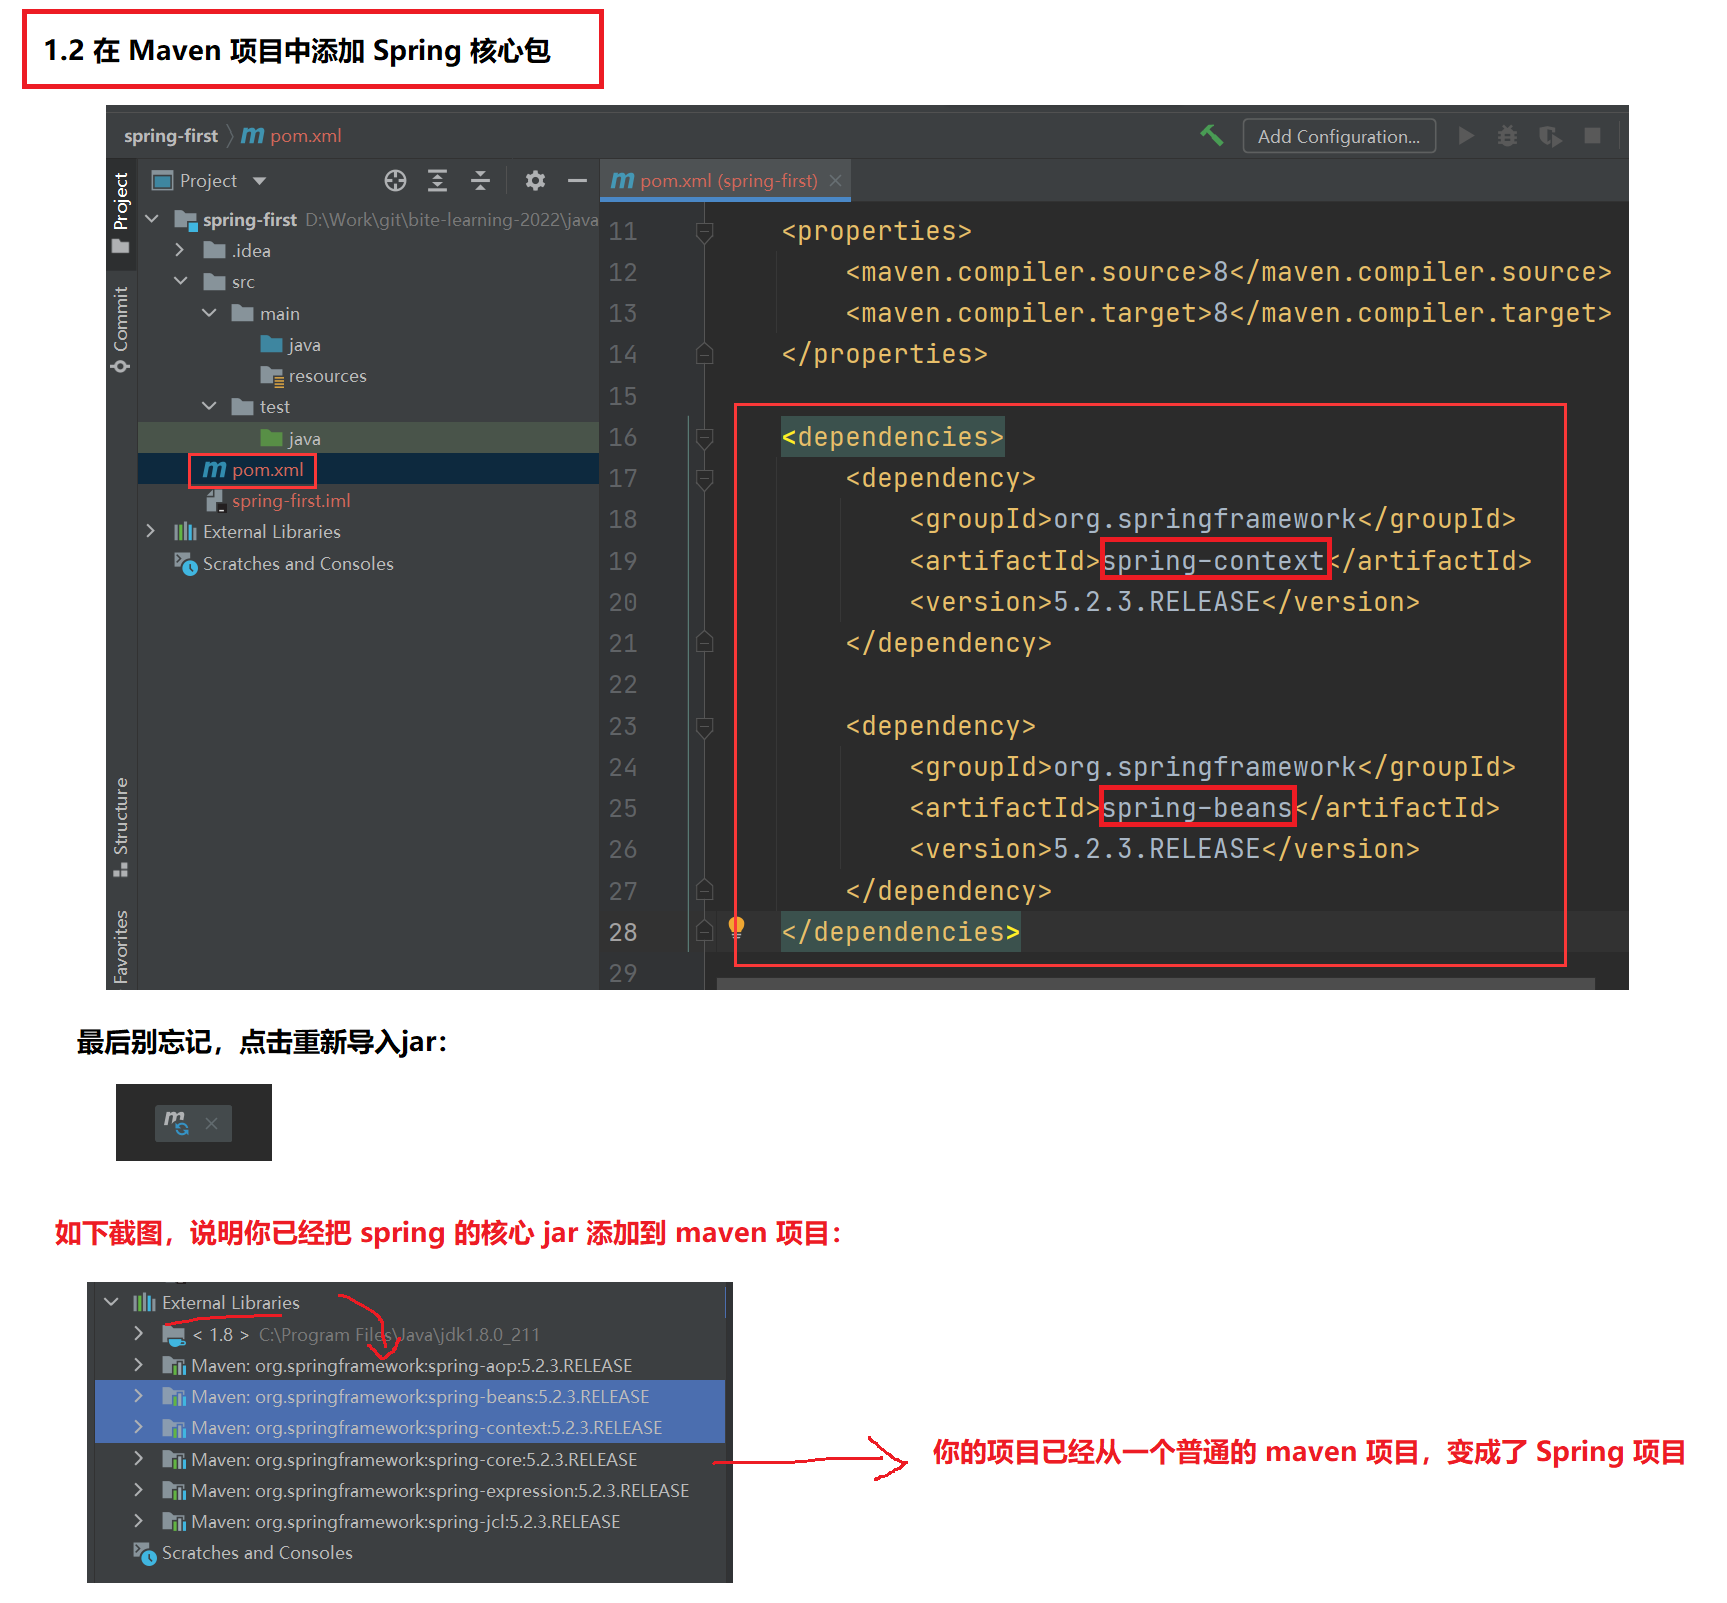 1.2 在 Maven 项目中添加 Spring 核心包
spring-first
pom.xml
Add Configuration...
Project
Commit
Structure
Favorites
Project
spring-first D:\Work\git\bite-learning-2022\java
.idea
src
main
java
resources
test
java
pom.xml
spring-first.iml
External Libraries
Scratches and Consoles
pom.xml (spring-first)
11 <properties>
12 <maven.compiler.source>8</maven.compiler.source>
13 <maven.compiler.target>8</maven.compiler.target>
14 </properties>
15
16 <dependencies>
17 <dependency>
18 <groupId>org.springframework</groupId>
19 <artifactId>spring-context</artifactId>
20 <version>5.2.3.RELEASE</version>
21 </dependency>
22
23 <dependency>
24 <groupId>org.springframework</groupId>
25 <artifactId>spring-beans</artifactId>
26 <version>5.2.3.RELEASE</version>
27 </dependency>
28 </dependencies>
29
最后别忘记，点击重新导入jar：
如下截图，说明你已经把 spring 的核心 jar 添加到 maven 项目：
External Libraries
< 1.8 > C:\Program Files\Java\jdk1.8.0_211
Maven: org.springframework:spring-aop:5.2.3.RELEASE
Maven: org.springframework:spring-beans:5.2.3.RELEASE
Maven: org.springframework:spring-context:5.2.3.RELEASE
Maven: org.springframework:spring-core:5.2.3.RELEASE
Maven: org.springframework:spring-expression:5.2.3.RELEASE
Maven: org.springframework:spring-jcl:5.2.3.RELEASE
Scratches and Consoles
你的项目已经从一个普通的 maven 项目，变成了 Spring 项目